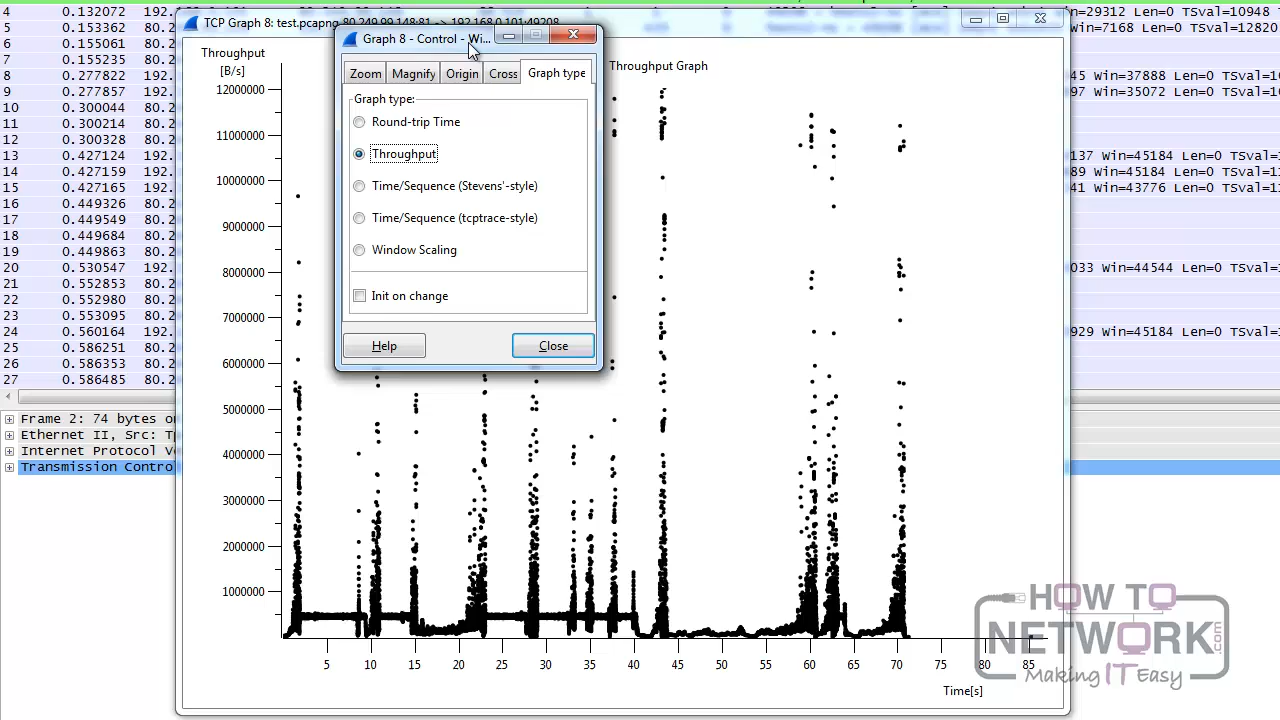 4 0.132072 192. =29312 TSval=10948
5 0.153362 80.2 Win=7168 Len=0 TSval=12820
6 0.155061 80.2
7 0.155235 80.2
8 0.277822 192. 45 Win=37888 Len=0 TSval=1
9 0.277857 192. 97 Win=35072 Len=0 TSval=1
10 0.300044 80.2
11 0.300214 80.2
12 0.300328 80.2
13 0.427124 192. 137 Win=45184 Len=0 TSval=
14 0.427159 192. 589 Win=45184 Len=0 TSval=
15 0.427165 192. 41 Win=43776 Len=0 TSval=1
16 0.449326 80.2
17 0.449549 80.2
18 0.449684 80.2
19 0.449863 80.2
20 0.530547 192. 033 Win=44544 Len=0 TSval=
21 0.552853 80.2
22 0.552980 80.2
23 0.553095 80.2
24 0.560164 192. 929 Win=45184 Len=0 TSval=
25 0.586251 80.2
26 0.586363 80.2
27 0.586485 80.2
Frame 2: 74 bytes on
Ethernet II, Src: Tp
Internet Protocol Ve
Transmission Control
TCP Graph 8: test.pcapng 80.249.99.148:81 -> 192.168.0.101:49208
Graph 8 - Control - Wi...
Zoom Magnify Origin Cross Graph type
Graph type:
Round-trip Time
Throughput
Time/Sequence (Stevens'-style)
Time/Sequence (tcptrace-style)
Window Scaling
Init on change
Help Close
Throughput Graph
Throughput
[B/s]
12000000
11000000
10000000
9000000
8000000
7000000
6000000
5000000
4000000
3000000
2000000
1000000
5 10 15 20 25 30 35 40 45 50 55 60 65 70 75 80 85
Time[s]
HOW TO
NETWORK.com
Making IT Easy